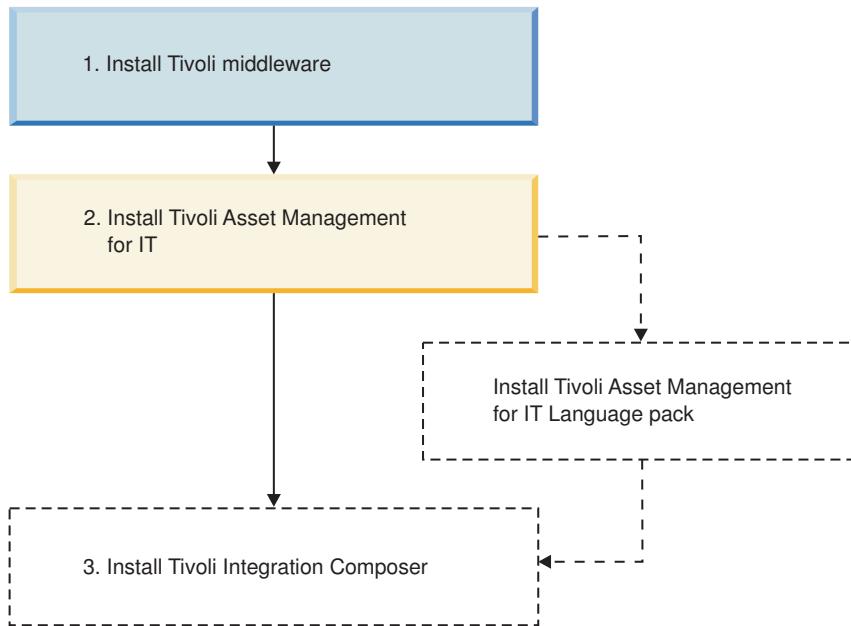 1. Install Tivoli middleware
2. Install Tivoli Asset Management
for IT
Install Tivoli Asset Management
for IT Language pack
3. Install Tivoli Integration Composer